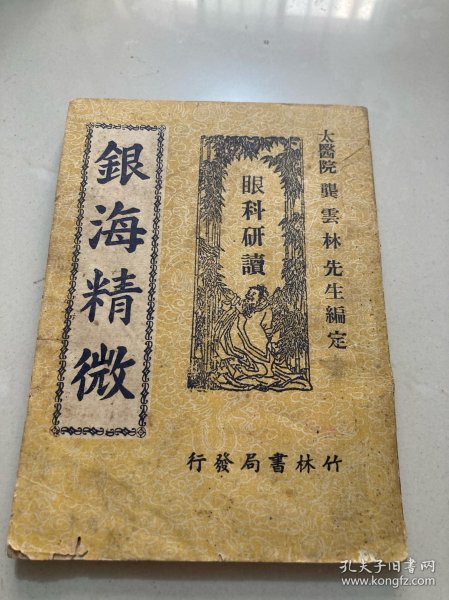 太醫院 龔雲林先生編定
眼科研讀
銀海精微
行發局書林竹
孔夫子旧书网
www.kongfz.com